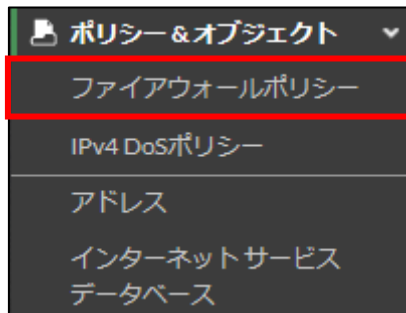 ポリシー＆オブジェクト
ファイアウォールポリシー
IPv4 DoSポリシー
アドレス
インターネットサービス
データベース